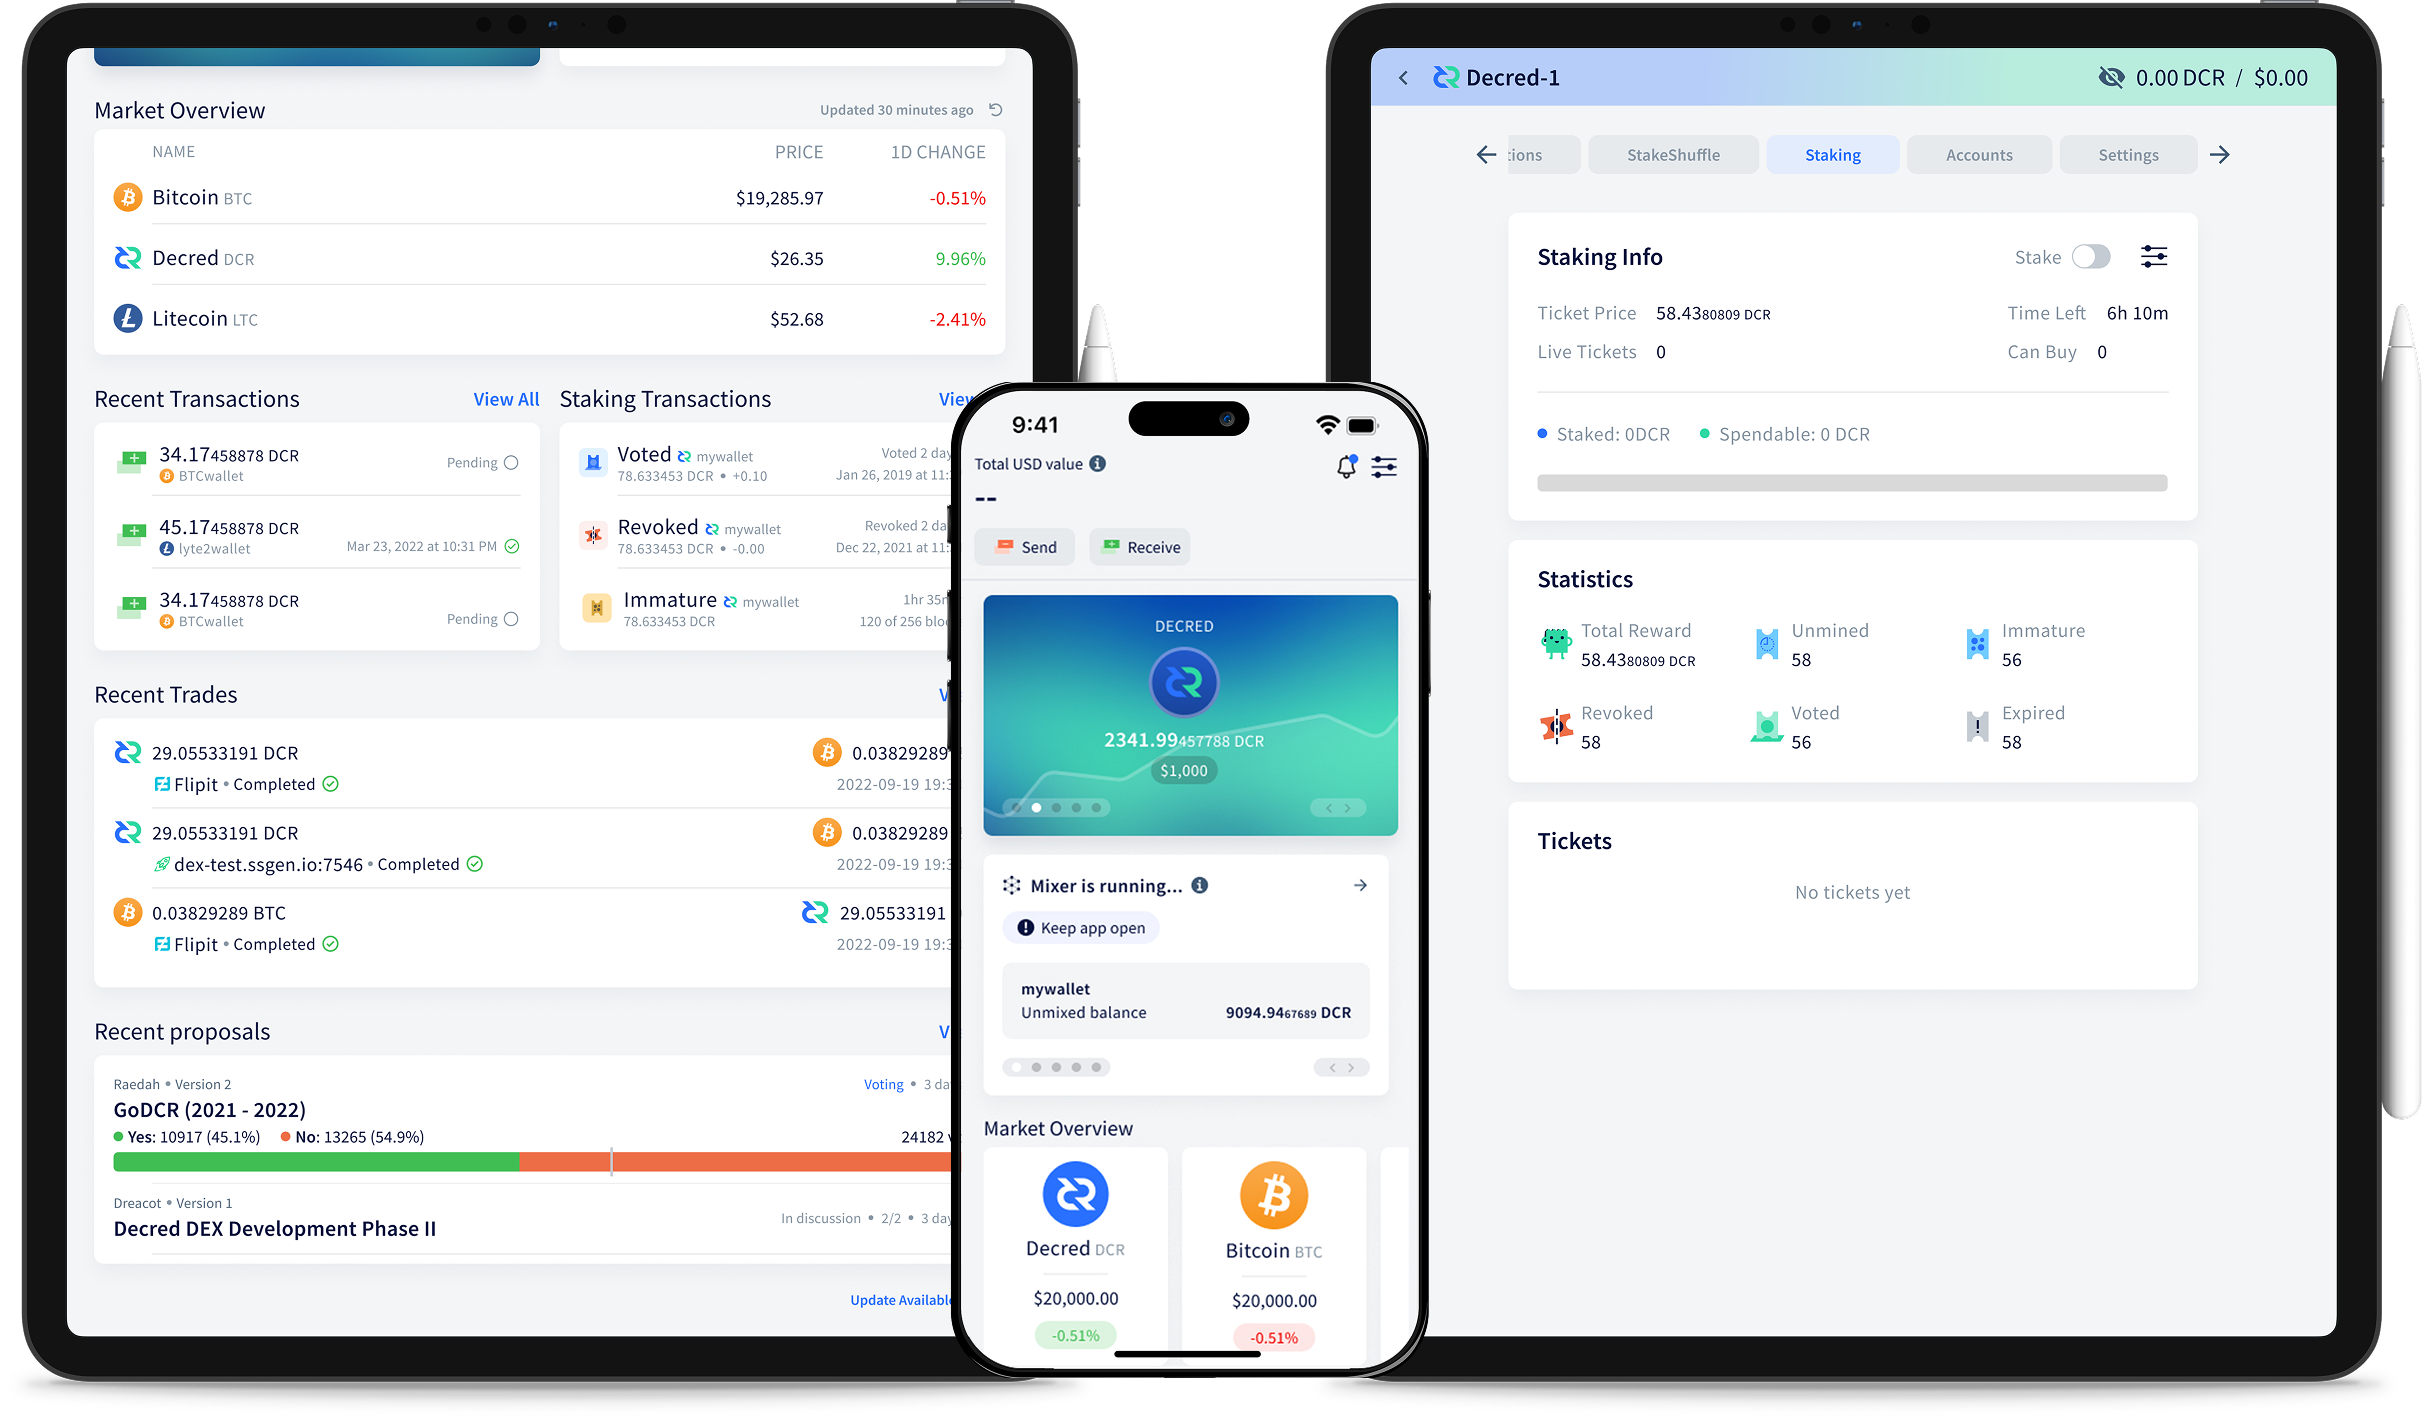 Market Overview
Updated 30 minutes ago
NAME PRICE 1D CHANGE
Bitcoin BTC $19,285.97 -0.51%
Decred DCR $26.35 9.96%
Litecoin LTC $52.68 -2.41%
Recent Transactions View All
34.17458878 DCR
BTCwallet
Pending
45.17458878 DCR
lyte2wallet
Mar 23, 2022 at 10:31 PM
34.17458878 DCR
BTCwallet
Pending
Staking Transactions View
Voted mywallet
78.633453 DCR • +0.10
Voted 2 day
Jan 26, 2019 at 11:
Revoked mywallet
78.633453 DCR • -0.00
Revoked 2 da
Dec 22, 2021 at 11:
Immature mywallet
78.633453 DCR
1hr 35
120 of 256 blo
Recent Trades
29.05533191 DCR
Flipit • Completed
0.03829289
2022-09-19 19:3
29.05533191 DCR
dex-test.ssgen.io:7546 • Completed
0.03829289
2022-09-19 19:3
0.03829289 BTC
Flipit • Completed
29.05533191
2022-09-19 19:3
Recent proposals
Raedah • Version 2
Voting • 3 da
GoDCR (2021 - 2022)
Yes: 10917 (45.1%) No: 13265 (54.9%)
24182
Dreacot • Version 1
Decred DEX Development Phase II
In discussion • 2/2 • 3 day
Update Available
9:41
Total USD value
--
Send Receive
DECRED
2341.99457788 DCR
$1,000
Mixer is running...
Keep app open
mywallet
Unmixed balance 9094.9467689 DCR
Market Overview
Decred DCR
$20,000.00
-0.51%
Bitcoin BTC
$20,000.00
-0.51%
Decred-1
0.00 DCR / $0.00
tions StakeShuffle Staking Accounts Settings
Staking Info
Stake
Ticket Price 58.4380809 DCR
Time Left 6h 10m
Live Tickets 0
Can Buy 0
Staked: 0DCR Spendable: 0 DCR
Statistics
Total Reward
58.4380809 DCR
Unmined
58
Immature
56
Revoked
58
Voted
56
Expired
58
Tickets
No tickets yet